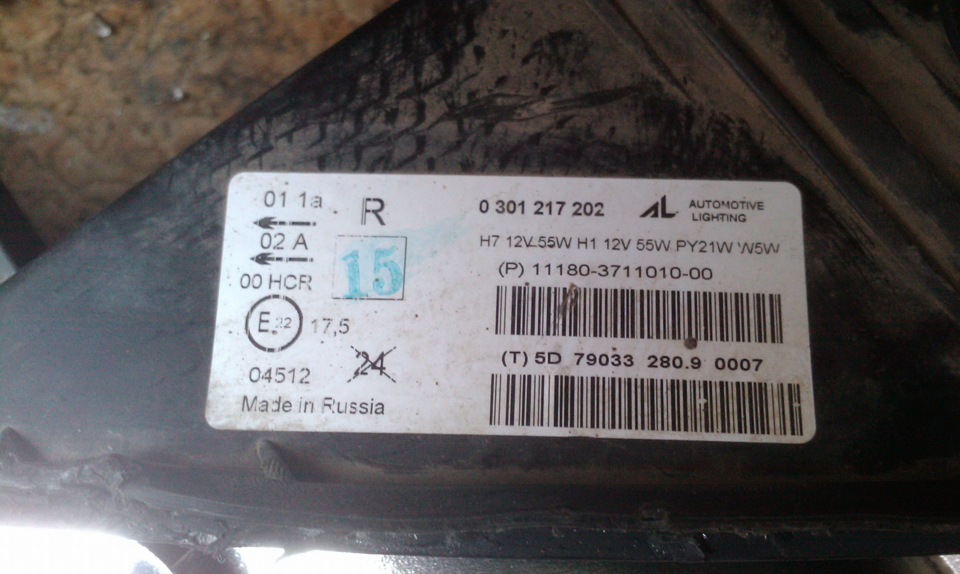 01 1a
R
0 301 217 202
AL AUTOMOTIVE
LIGHTING
02 A
15
H7 12V 55W H1 12V 55W PY21W W5W
00 HCR
(P) 11180-3711010-00
E 22
17,5
24
(T) 5D 79033 280.9 0007
04512
Made in Russia